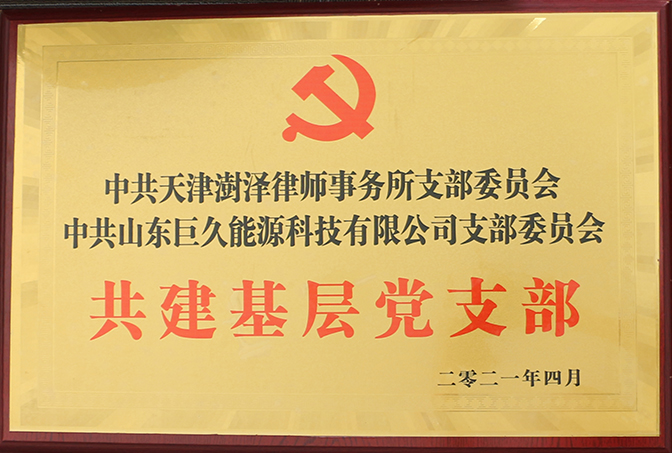 中共天津澍泽律师事务所支部委员会
中共山东巨久能源科技有限公司支部委员会
共建基层党支部
二零二一年四月